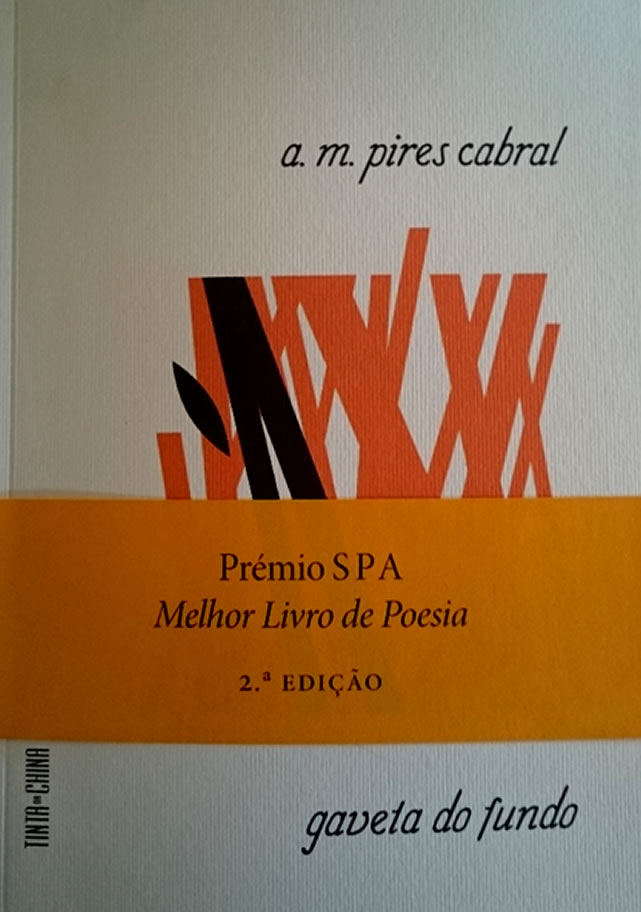 a. m. pires cabral
Prémio SPA
Melhor Livro de Poesia
2.ª EDIÇÃO
TINTA DA CHINA
gaveta do fundo